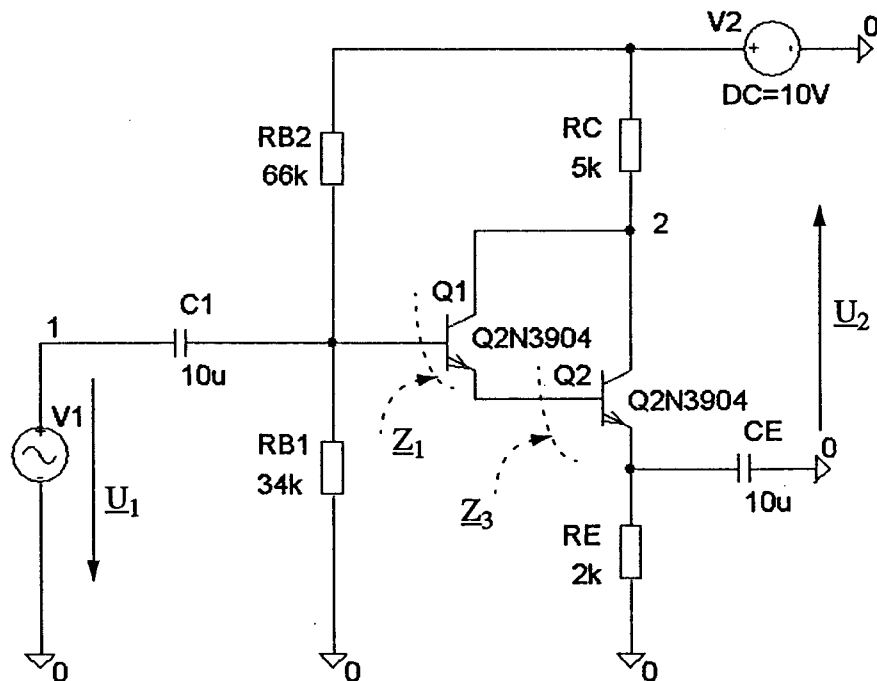 V2
0
DC=10V
RB2
66k
RC
5k
2
C1
10u
1
Q1
Q2N3904
U2
Q2
Q2N3904
V1
Z1
CE
10u
0
RB1
34k
U1
Z3
RE
2k
0
0
0